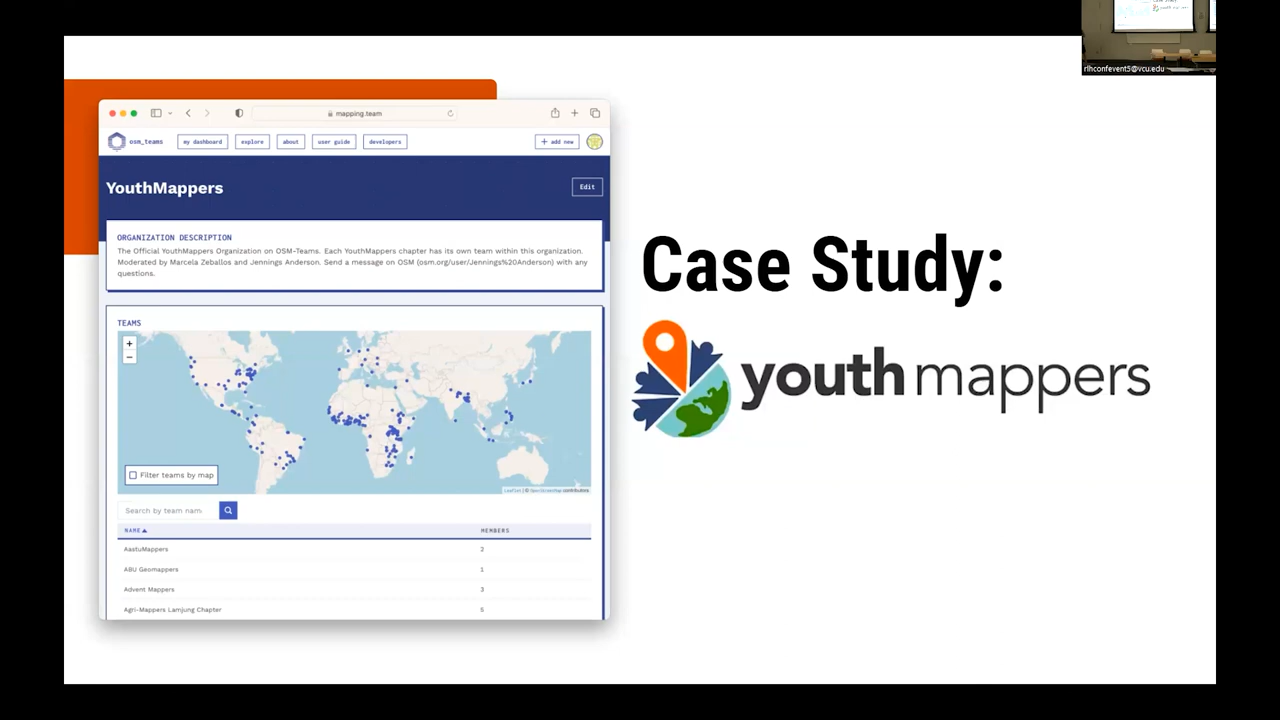 rlhconfevent5@vcu.edu
mapping.team
osm_teams
my dashboard
explore
about
user guide
developers
+ add new
YouthMappers
Edit
ORGANIZATION DESCRIPTION
The Official YouthMappers Organization on OSM-Teams. Each YouthMappers chapter has its own team within this organization.
Moderated by Marcela Zeballos and Jennings Anderson. Send a message on OSM (osm.org/user/Jennings%20Anderson) with any
questions.
TEAMS
+
−
Filter teams by map
Leaflet | © OpenStreetMap contributors
Search by team nam
NAME
MEMBERS
AastuMappers
2
ABU Geomappers
1
Advent Mappers
3
Agri-Mappers Lamjung Chapter
5
Case Study:
youthmappers